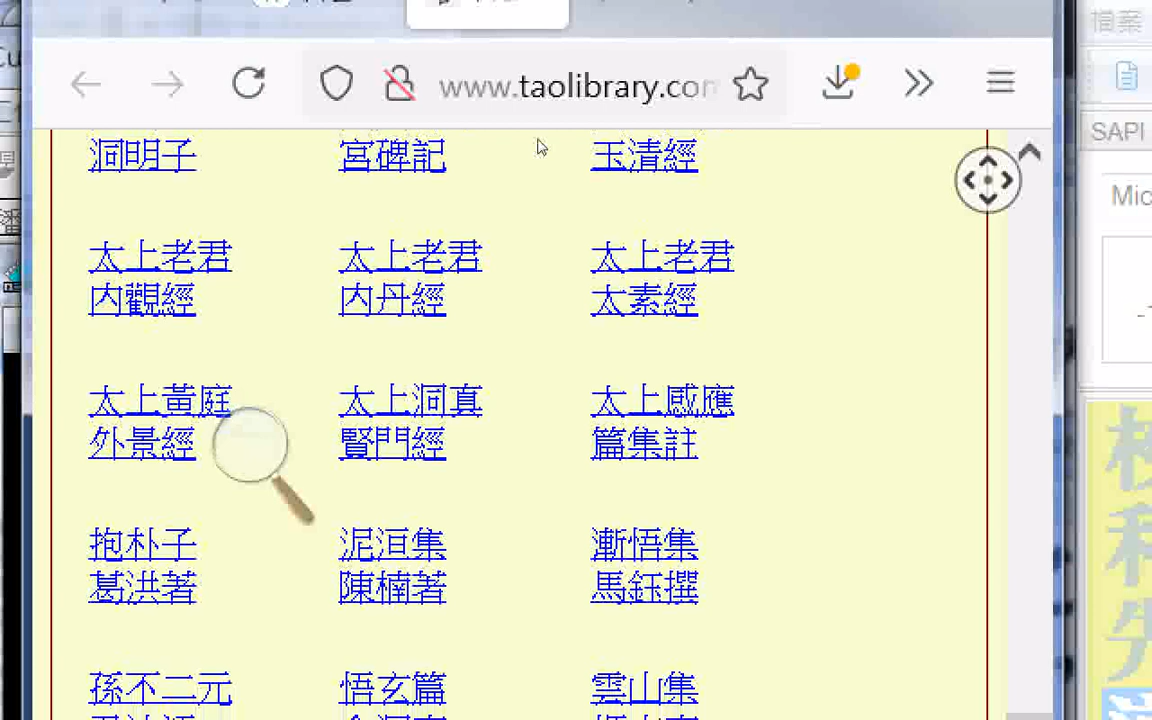 www.taolibrary.con
檔案
SAPI
Mic
洞明子 宮碑記 玉清經
太上老君 太上老君 太上老君
內觀經 內丹經 太素經
太上黃庭 太上洞真 太上感應
外景經 賢門經 篇集註
抱朴子 泥洹集 漸悟集
葛洪著 陳楠著 馬鈺撰
孫不二元 悟玄篇 雲山集